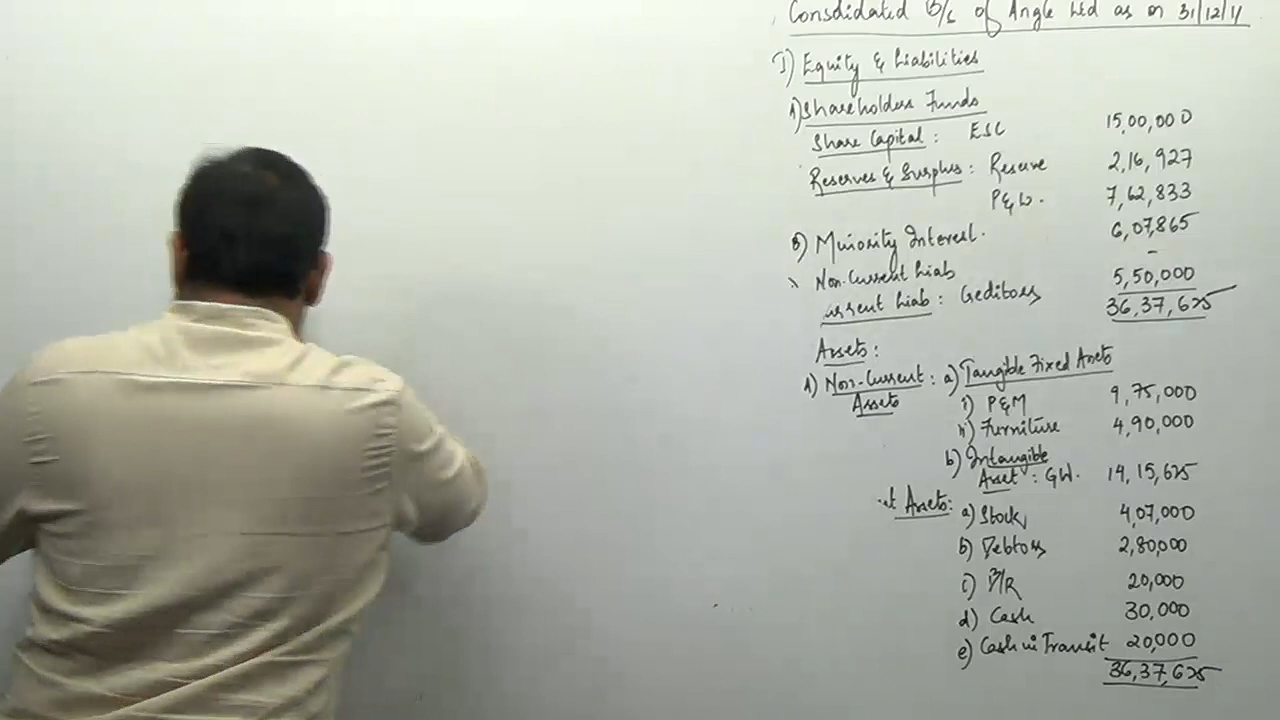 Consolidated B/S of Angle Ltd as on 31/12/11
I) Equity & Liabilities
1) Shareholders Funds
Share Capital : ESC 15,00,000
Reserves & Surplus : Reserve 2,16,927
P&L. 7,62,833
Minority Interest. 6,07,865
Non-Current Liab -
Current Liab : Creditors 5,50,000
36,37,625
Assets :
1) Non-Current Assets : a) Tangible Fixed Assets
i) P&M 9,75,000
ii) Furniture 4,90,000
b) Intangible
Asset : GW. 14,15,625
Assets : a) Stock 4,07,000
b) Debtors 2,80,000
c) B/R 20,000
d) Cash 30,000
e) Cash in Transit 20,000
36,37,625